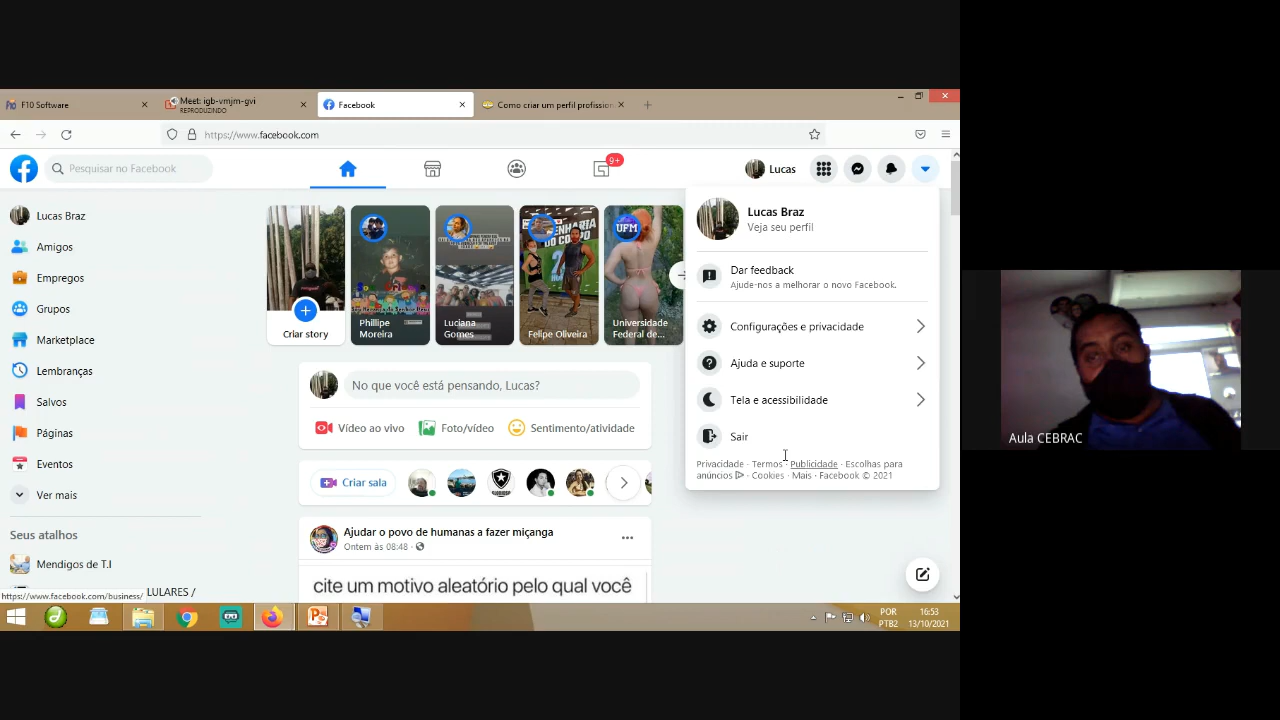 F10 Software
Meet: igb-vmjm-gvi
REPRODUZINDO
Facebook
Como criar um perfil profission
https://www.facebook.com
Pesquisar no Facebook
9+
Lucas
Lucas Braz
Amigos
Empregos
Grupos
Marketplace
Lembranças
Salvos
Páginas
Eventos
Ver mais
Seus atalhos
Mendigos de T.I
LULARES /
https://www.facebook.com/business/
Criar story
Phillipe
Moreira
Luciana
Gomes
Felipe Oliveira
UFM
Universidade
Federal de...
No que você está pensando, Lucas?
Vídeo ao vivo
Foto/vídeo
Sentimento/atividade
Criar sala
Ajudar o povo de humanas a fazer miçanga
Ontem às 08:48 ·
cite um motivo aleatório pelo qual você
Lucas Braz
Veja seu perfil
Dar feedback
Ajude-nos a melhorar o novo Facebook.
Configurações e privacidade
Ajuda e suporte
Tela e acessibilidade
Sair
Privacidade · Termos · Publicidade · Escolhas para
anúncios · Cookies · Mais · Facebook © 2021
POR
PTB2
16:53
13/10/2021
Aula CEBRAC